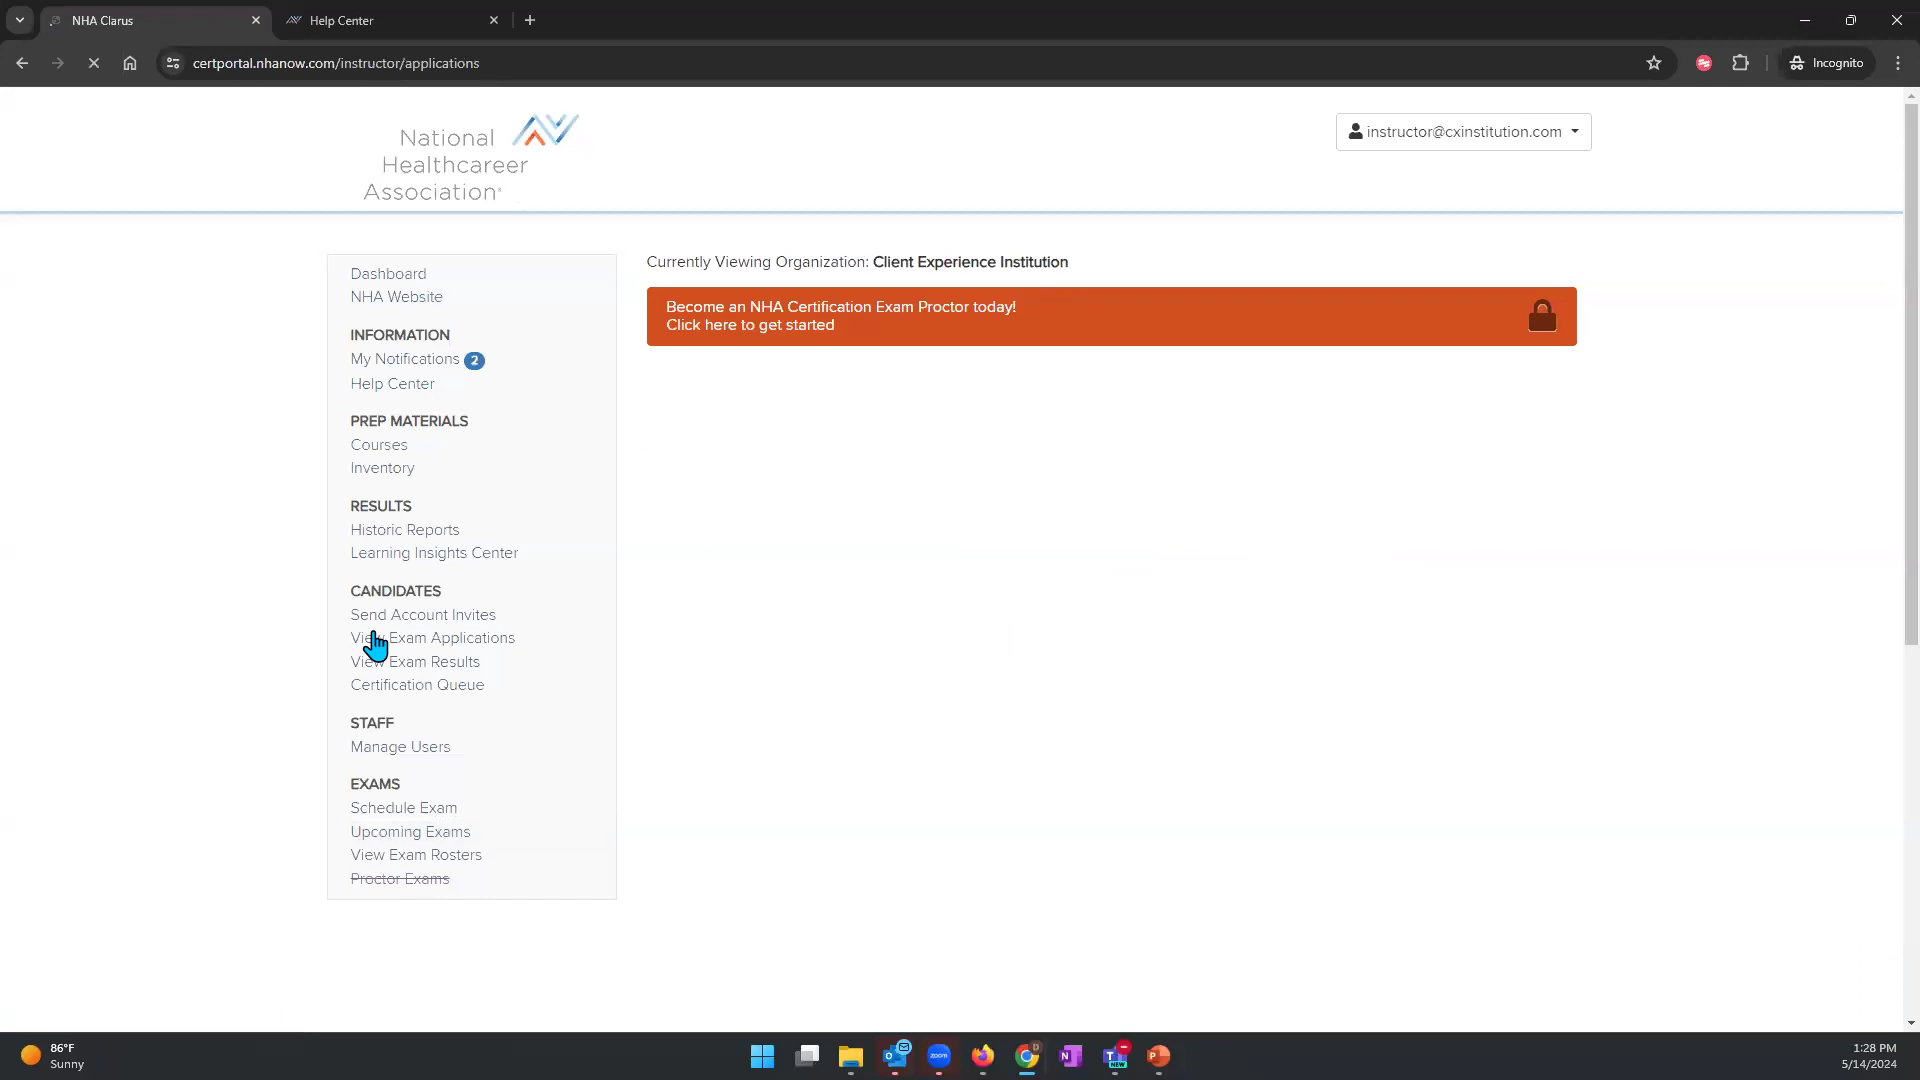 NHA Clarus
Help Center
certportal.nhanow.com/instructor/applications
Incognito
National
Healthcareer
Association
instructor@cxinstitution.com
Dashboard
NHA Website
INFORMATION
My Notifications 2
Help Center
PREP MATERIALS
Courses
Inventory
RESULTS
Historic Reports
Learning Insights Center
CANDIDATES
Send Account Invites
View Exam Applications
View Exam Results
Certification Queue
STAFF
Manage Users
EXAMS
Schedule Exam
Upcoming Exams
View Exam Rosters
Proctor Exams
Currently Viewing Organization: Client Experience Institution
Become an NHA Certification Exam Proctor today!
Click here to get started
86°F
Sunny
zoom
D
NEW
1:28 PM
5/14/2024